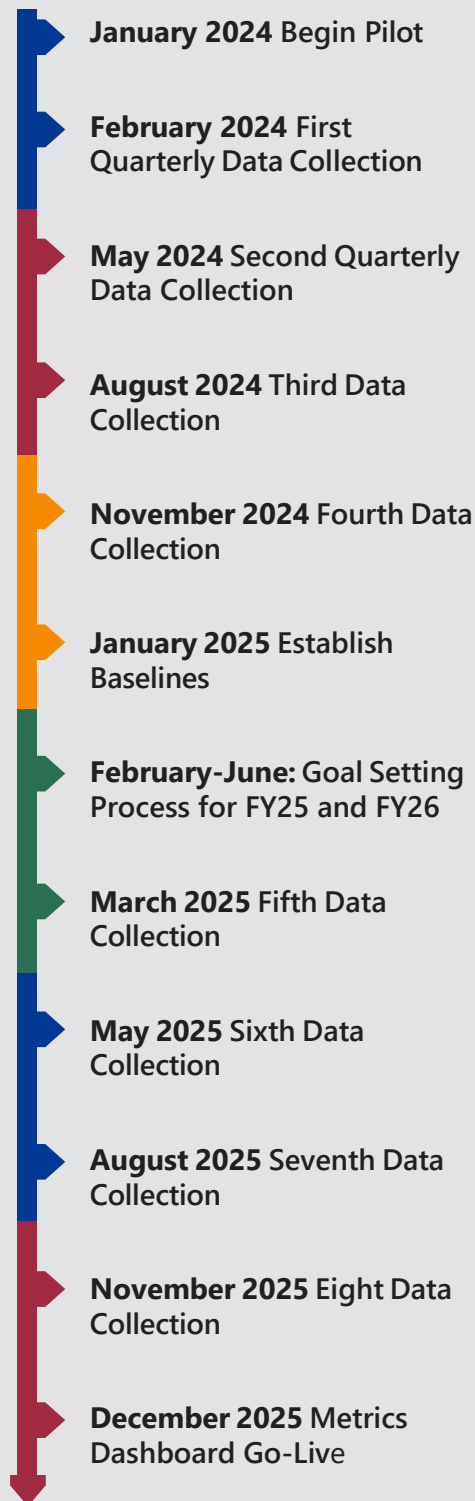 January 2024 Begin Pilot
February 2024 First
Quarterly Data Collection
May 2024 Second Quarterly
Data Collection
August 2024 Third Data
Collection
November 2024 Fourth Data
Collection
January 2025 Establish
Baselines
February-June: Goal Setting
Process for FY25 and FY26
March 2025 Fifth Data
Collection
May 2025 Sixth Data
Collection
August 2025 Seventh Data
Collection
November 2025 Eight Data
Collection
December 2025 Metrics
Dashboard Go-Live